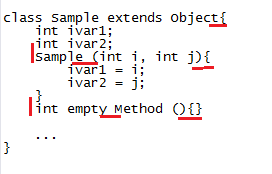 class Sample extends Object{
int ivar1;
int ivar2;
Sample (int i, int j){
ivar1 = i;
ivar2 = j;
}
int empty Method (){}
...
}